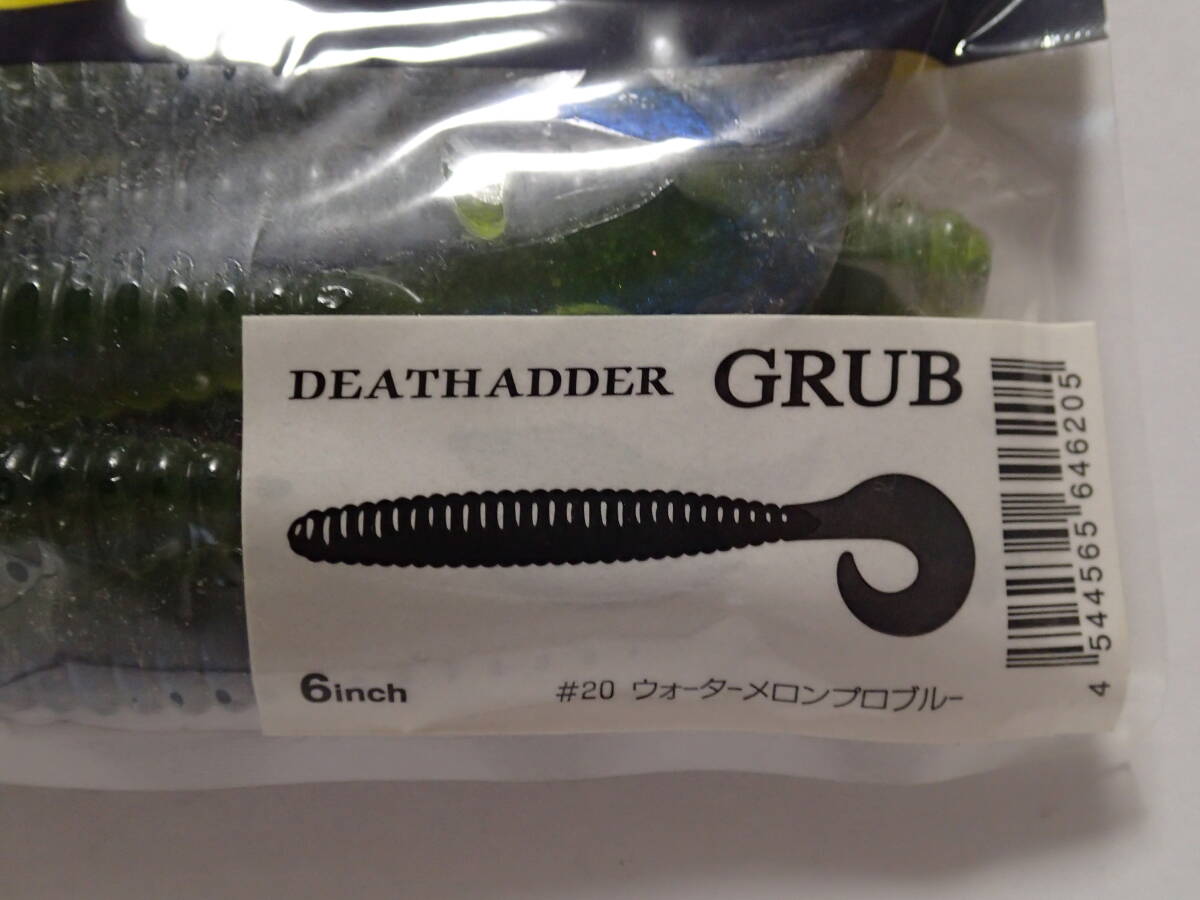 DEATHADDER GRUB
6inch
#20 ウォーターメロンプロブルー
4 544565 646205